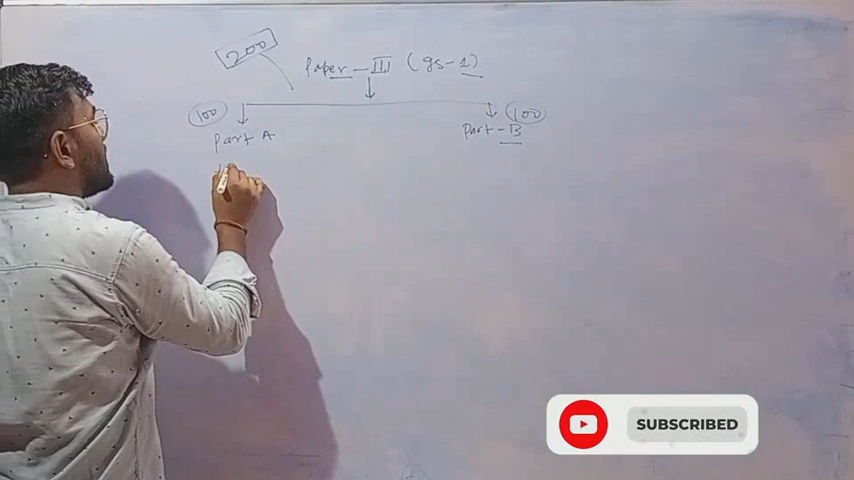 200
Paper - III (gs-1)
100
100
Part A
Part - B
SUBSCRIBED